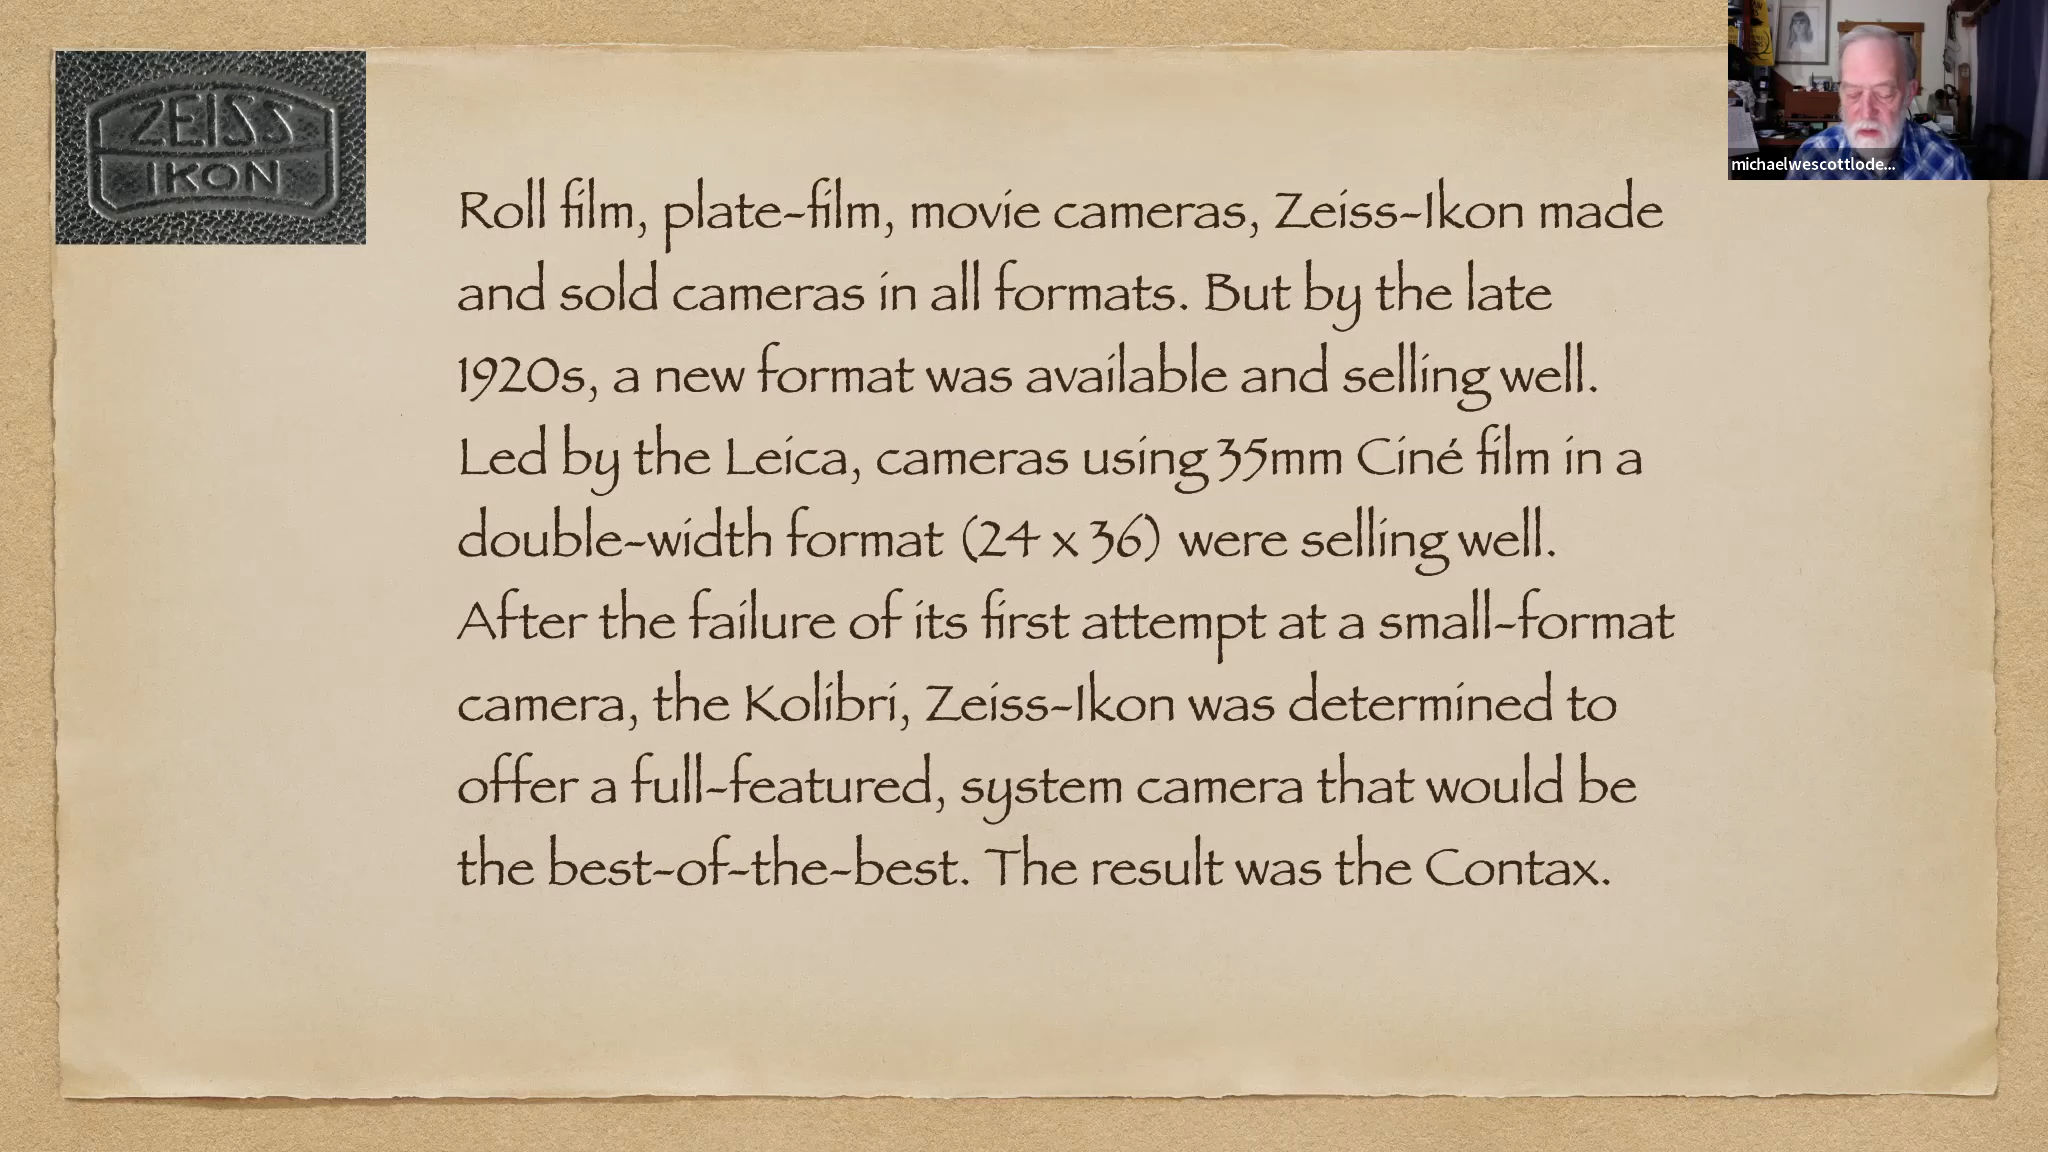 ZEISS
IKON
michaelwescottlode...
Roll film, plate-film, movie cameras, Zeiss-Ikon made
and sold cameras in all formats. But by the late
1920s, a new format was available and selling well.
Led by the Leica, cameras using 35mm Ciné film in a
double-width format (24 x 36) were selling well.
After the failure of its first attempt at a small-format
camera, the Kolibri, Zeiss-Ikon was determined to
offer a full-featured, system camera that would be
the best-of-the-best. The result was the Contax.